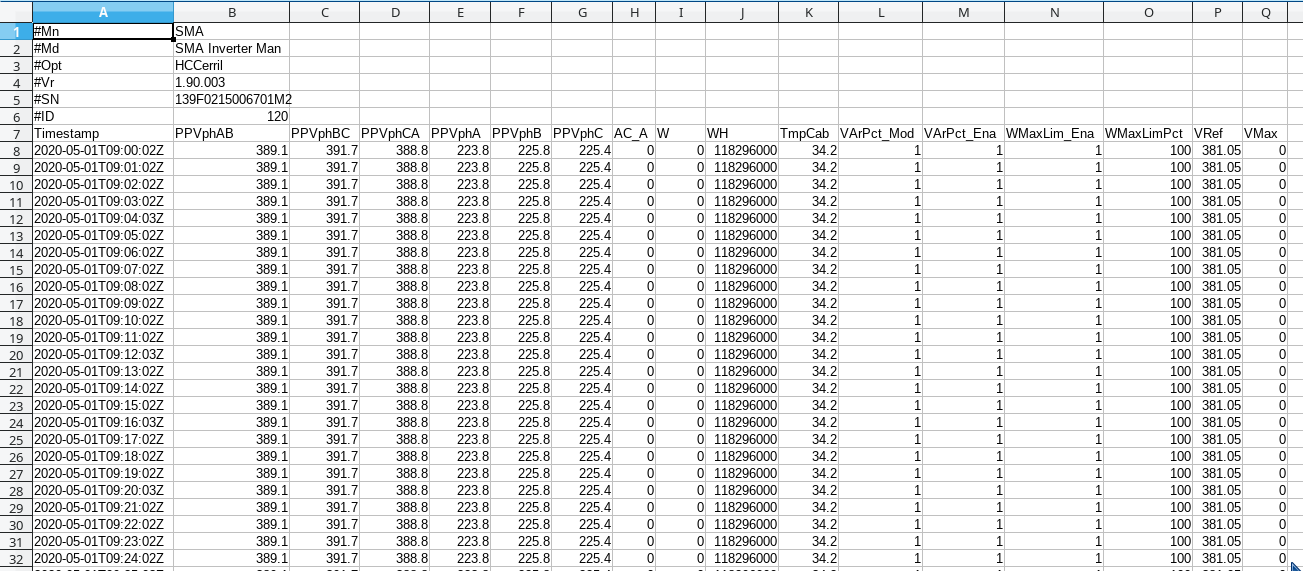 A B C D E F G H I J K L M N O P Q
1 #Mn SMA
2 #Md SMA Inverter Man
3 #Opt HCCerril
4 #Vr 1.90.003
5 #SN 139F0215006701M2
6 #ID 120
7 Timestamp PPVphAB PPVphBC PPVphCA PPVphA PPVphB PPVphC AC_A W WH TmpCab VArPct_Mod VArPct_Ena WMaxLim_Ena WMaxLimPct VRef VMax
8 2020-05-01T09:00:02Z 389.1 391.7 388.8 223.8 225.8 225.4 0 0 118296000 34.2 1 1 1 100 381.05 0
9 2020-05-01T09:01:02Z 389.1 391.7 388.8 223.8 225.8 225.4 0 0 118296000 34.2 1 1 1 100 381.05 0
10 2020-05-01T09:02:02Z 389.1 391.7 388.8 223.8 225.8 225.4 0 0 118296000 34.2 1 1 1 100 381.05 0
11 2020-05-01T09:03:02Z 389.1 391.7 388.8 223.8 225.8 225.4 0 0 118296000 34.2 1 1 1 100 381.05 0
12 2020-05-01T09:04:03Z 389.1 391.7 388.8 223.8 225.8 225.4 0 0 118296000 34.2 1 1 1 100 381.05 0
13 2020-05-01T09:05:02Z 389.1 391.7 388.8 223.8 225.8 225.4 0 0 118296000 34.2 1 1 1 100 381.05 0
14 2020-05-01T09:06:02Z 389.1 391.7 388.8 223.8 225.8 225.4 0 0 118296000 34.2 1 1 1 100 381.05 0
15 2020-05-01T09:07:02Z 389.1 391.7 388.8 223.8 225.8 225.4 0 0 118296000 34.2 1 1 1 100 381.05 0
16 2020-05-01T09:08:02Z 389.1 391.7 388.8 223.8 225.8 225.4 0 0 118296000 34.2 1 1 1 100 381.05 0
17 2020-05-01T09:09:02Z 389.1 391.7 388.8 223.8 225.8 225.4 0 0 118296000 34.2 1 1 1 100 381.05 0
18 2020-05-01T09:10:02Z 389.1 391.7 388.8 223.8 225.8 225.4 0 0 118296000 34.2 1 1 1 100 381.05 0
19 2020-05-01T09:11:02Z 389.1 391.7 388.8 223.8 225.8 225.4 0 0 118296000 34.2 1 1 1 100 381.05 0
20 2020-05-01T09:12:03Z 389.1 391.7 388.8 223.8 225.8 225.4 0 0 118296000 34.2 1 1 1 100 381.05 0
21 2020-05-01T09:13:02Z 389.1 391.7 388.8 223.8 225.8 225.4 0 0 118296000 34.2 1 1 1 100 381.05 0
22 2020-05-01T09:14:02Z 389.1 391.7 388.8 223.8 225.8 225.4 0 0 118296000 34.2 1 1 1 100 381.05 0
23 2020-05-01T09:15:02Z 389.1 391.7 388.8 223.8 225.8 225.4 0 0 118296000 34.2 1 1 1 100 381.05 0
24 2020-05-01T09:16:03Z 389.1 391.7 388.8 223.8 225.8 225.4 0 0 118296000 34.2 1 1 1 100 381.05 0
25 2020-05-01T09:17:02Z 389.1 391.7 388.8 223.8 225.8 225.4 0 0 118296000 34.2 1 1 1 100 381.05 0
26 2020-05-01T09:18:02Z 389.1 391.7 388.8 223.8 225.8 225.4 0 0 118296000 34.2 1 1 1 100 381.05 0
27 2020-05-01T09:19:02Z 389.1 391.7 388.8 223.8 225.8 225.4 0 0 118296000 34.2 1 1 1 100 381.05 0
28 2020-05-01T09:20:03Z 389.1 391.7 388.8 223.8 225.8 225.4 0 0 118296000 34.2 1 1 1 100 381.05 0
29 2020-05-01T09:21:02Z 389.1 391.7 388.8 223.8 225.8 225.4 0 0 118296000 34.2 1 1 1 100 381.05 0
30 2020-05-01T09:22:02Z 389.1 391.7 388.8 223.8 225.8 225.4 0 0 118296000 34.2 1 1 1 100 381.05 0
31 2020-05-01T09:23:02Z 389.1 391.7 388.8 223.8 225.8 225.4 0 0 118296000 34.2 1 1 1 100 381.05 0
32 2020-05-01T09:24:02Z 389.1 391.7 388.8 223.8 225.8 225.4 0 0 118296000 34.2 1 1 1 100 381.05 0